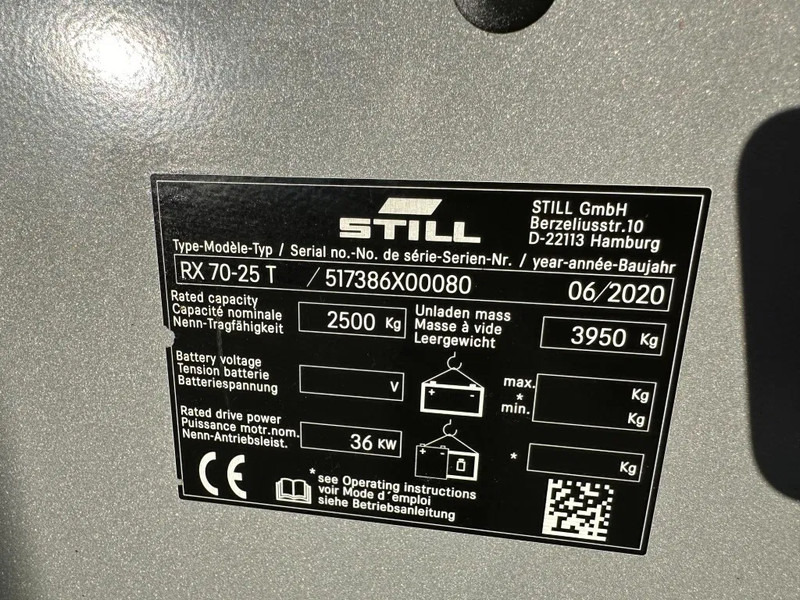 STILL
STILL GmbH
Berzeliusstr.10
D-22113 Hamburg
Type-Modèle-Typ / Serial no.-No. de série-Serien-Nr. / year-année-Baujahr
RX 70-25 T / 517386X00080 06/2020
Rated capacity
Capacité nominale
Nenn-Tragfähigkeit
2500 Kg
Unladen mass
Masse à vide
Leergewicht
3950 Kg
Battery voltage
Tension batterie
Batteriespannung
V
+ -
max.
*
min.
Kg
Kg
Rated drive power
Puissance motr.nom.
Nenn-Antriebsleist.
36 KW
+ -
* Kg
CE
* see Operating instructions
voir Mode d´emploi
siehe Betriebsanleitung